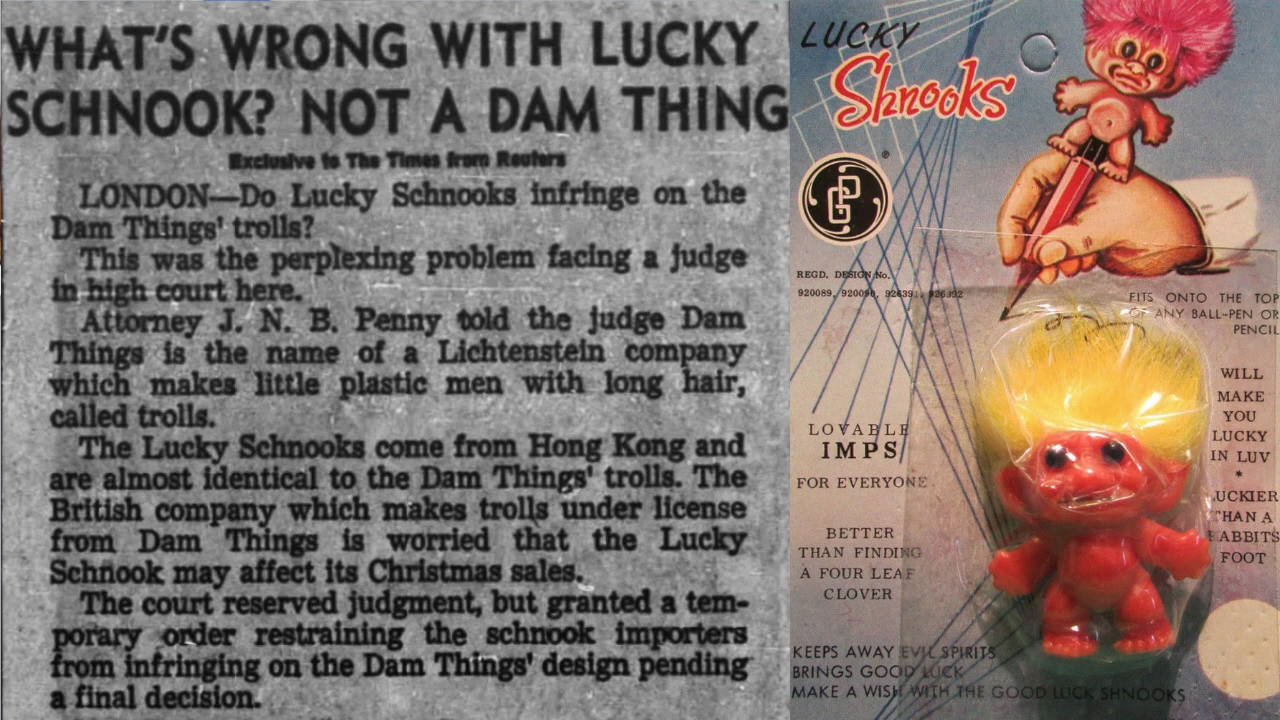 WHAT'S WRONG WITH LUCKY
SCHNOOK? NOT A DAM THING
Exclusive to The Times from Reuters
LONDON—Do Lucky Schnooks infringe on the
Dam Things' trolls?
This was the perplexing problem facing a judge
in high court here.
Attorney J. N. B. Penny told the judge Dam
Things is the name of a Lichtenstein company
which makes little plastic men with long hair,
called trolls.
The Lucky Schnooks come from Hong Kong and
are almost identical to the Dam Things' trolls. The
British company which makes trolls under license
from Dam Things is worried that the Lucky
Schnook may affect its Christmas sales.
The court reserved judgment, but granted a tem-
porary order restraining the schnook importers
from infringing on the Dam Things' design pending
a final decision.
LUCKY
Shnooks
®
GP
REGD. DESIGN No.
920089, 920090, 926391, 926392
FITS ONTO THE TOP
OF ANY BALL-PEN OR
PENCIL
LOVABLE
IMPS
FOR EVERYONE
BETTER
THAN FINDING
A FOUR LEAF
CLOVER
WILL
MAKE
YOU
LUCKY
IN LUV
*
LUCKIER
THAN A
RABBITS
FOOT
KEEPS AWAY EVIL SPIRITS
BRINGS GOOD LUCK
MAKE A WISH WITH THE GOOD LUCK SHNOOKS